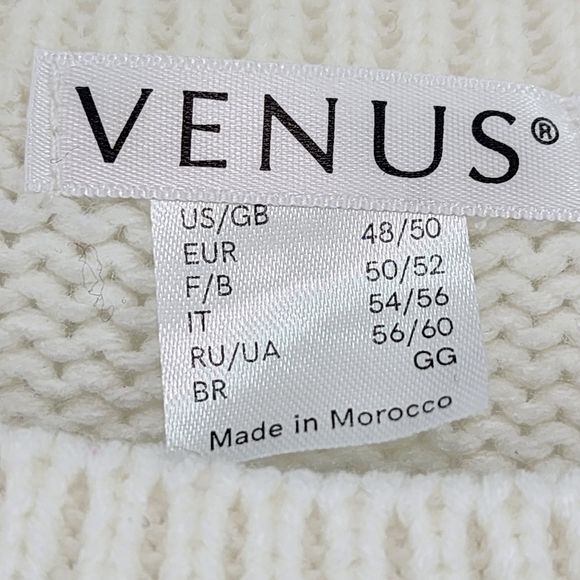 VENUS®
US/GB
EUR 48/50
F/B 50/52
IT 54/56
RU/UA 56/60
BR GG
Made in Morocco